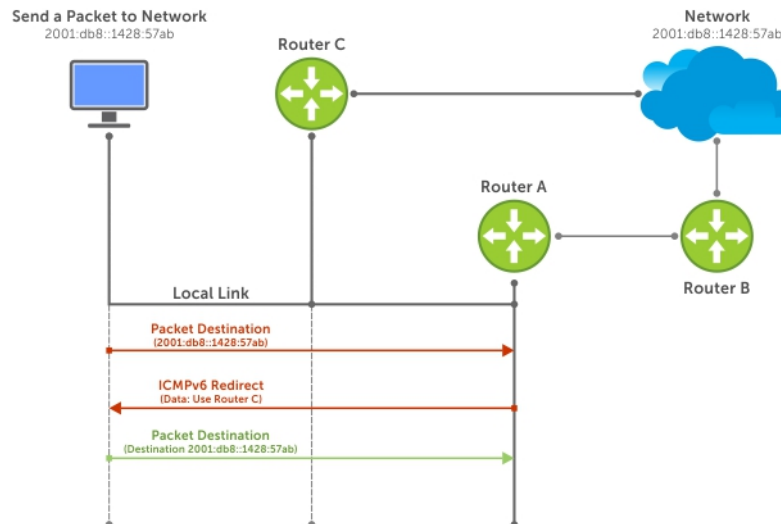 Send a Packet to Network
2001:db8::1428:57ab
Router C
Network
2001:db8::1428:57ab
Router A
Router B
Local Link
Packet Destination
(2001:db8::1428:57ab)
ICMPv6 Redirect
(Data: Use Router C)
Packet Destination
(Destination 2001:db8::1428:57ab)